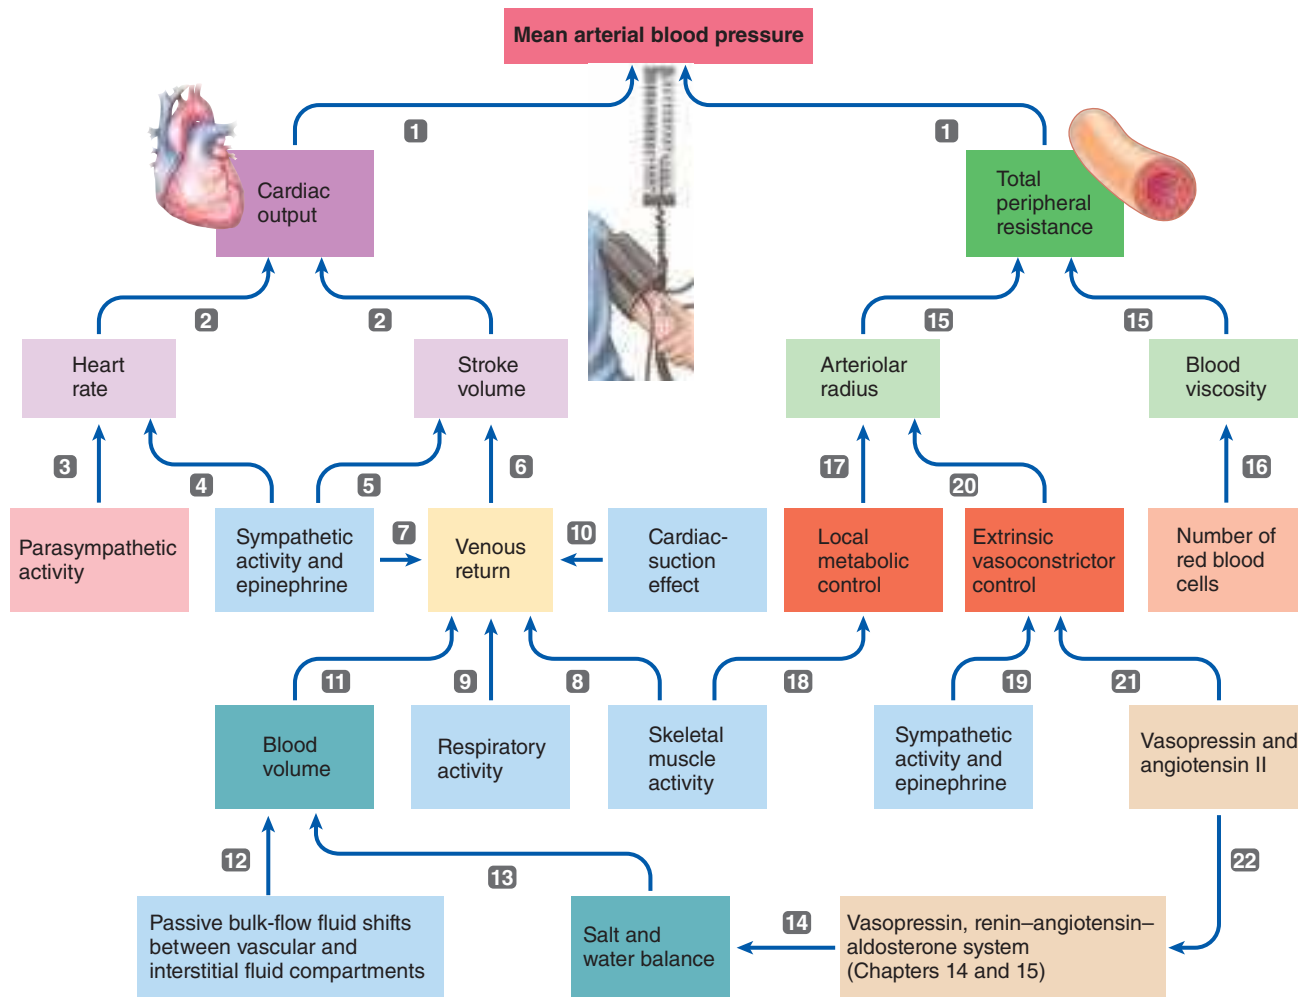 Mean arterial blood pressure
1
1
Cardiac
output
Total
peripheral
resistance
2
2
15
15
Heart
rate
Stroke
volume
Arteriolar
radius
Blood
viscosity
3
4
5
6
17
20
16
Parasympathetic
activity
Sympathetic
activity and
epinephrine
7
Venous
return
10
Cardiac-
suction
effect
Local
metabolic
control
Extrinsic
vasoconstrictor
control
Number of
red blood
cells
11
9
8
18
19
21
Blood
volume
Respiratory
activity
Skeletal
muscle
activity
Sympathetic
activity and
epinephrine
Vasopressin and
angiotensin II
12
13
22
Passive bulk-flow fluid shifts
between vascular and
interstitial fluid compartments
Salt and
water balance
14
Vasopressin, renin–angiotensin–
aldosterone system
(Chapters 14 and 15)